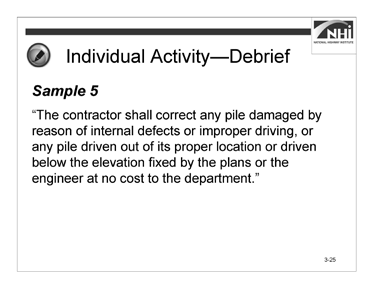 NHI
NATIONAL HIGHWAY INSTITUTE
Individual Activity—Debrief
Sample 5
“The contractor shall correct any pile damaged by
reason of internal defects or improper driving, or
any pile driven out of its proper location or driven
below the elevation fixed by the plans or the
engineer at no cost to the department.”
3-25